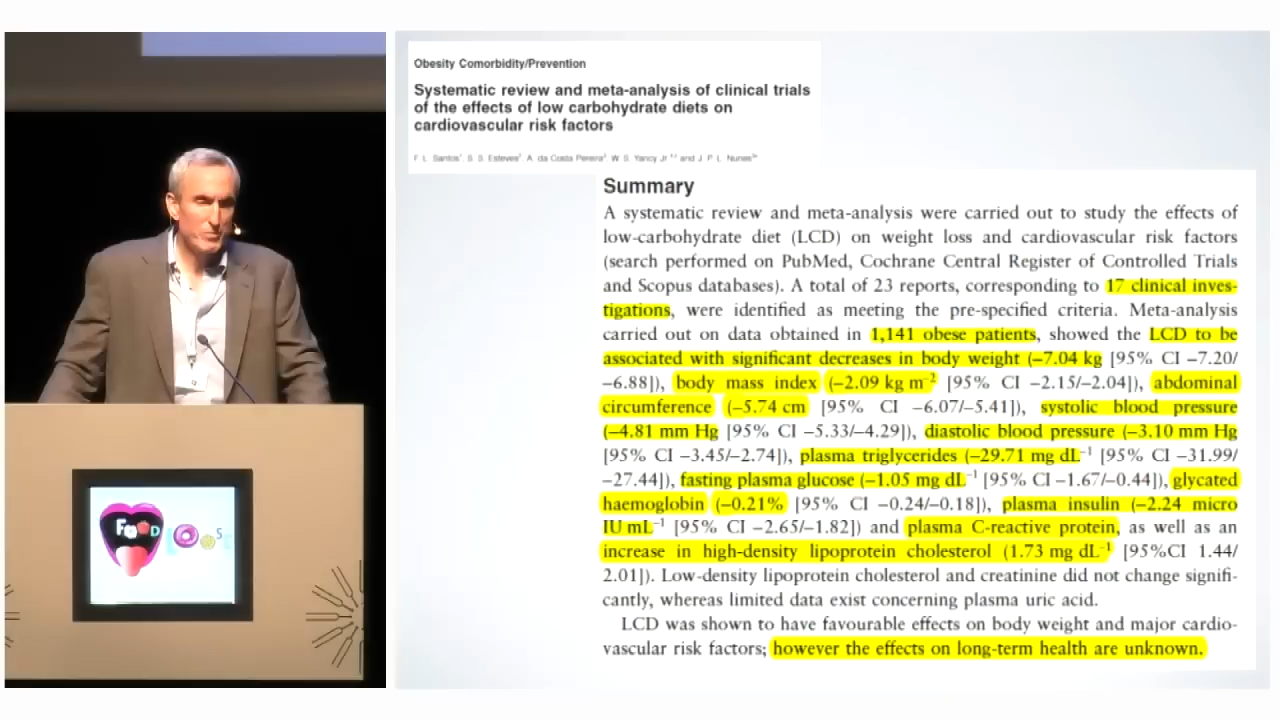 Obesity Comorbidity/Prevention
Systematic review and meta-analysis of clinical trials
of the effects of low carbohydrate diets on
cardiovascular risk factors
F. L. Santos¹, S. S. Esteves², A. da Costa Pereira³, W. S. Yancy Jr⁴,⁵ and J. P. L. Nunes³*
Summary
A systematic review and meta-analysis were carried out to study the effects of
low-carbohydrate diet (LCD) on weight loss and cardiovascular risk factors
(search performed on PubMed, Cochrane Central Register of Controlled Trials
and Scopus databases). A total of 23 reports, corresponding to 17 clinical inves-
tigations, were identified as meeting the pre-specified criteria. Meta-analysis
carried out on data obtained in 1,141 obese patients, showed the LCD to be
associated with significant decreases in body weight (−7.04 kg [95% CI −7.20/
−6.88]), body mass index (−2.09 kg m⁻² [95% CI −2.15/−2.04]), abdominal
circumference (−5.74 cm [95% CI −6.07/−5.41]), systolic blood pressure
(−4.81 mm Hg [95% CI −5.33/−4.29]), diastolic blood pressure (−3.10 mm Hg
[95% CI −3.45/−2.74]), plasma triglycerides (−29.71 mg dL⁻¹ [95% CI −31.99/
−27.44]), fasting plasma glucose (−1.05 mg dL⁻¹ [95% CI −1.67/−0.44]), glycated
haemoglobin (−0.21% [95% CI −0.24/−0.18]), plasma insulin (−2.24 micro
IU mL⁻¹ [95% CI −2.65/−1.82]) and plasma C-reactive protein, as well as an
increase in high-density lipoprotein cholesterol (1.73 mg dL⁻¹ [95%CI 1.44/
2.01]). Low-density lipoprotein cholesterol and creatinine did not change signifi-
cantly, whereas limited data exist concerning plasma uric acid.
LCD was shown to have favourable effects on body weight and major cardio-
vascular risk factors; however the effects on long-term health are unknown.
FOOD